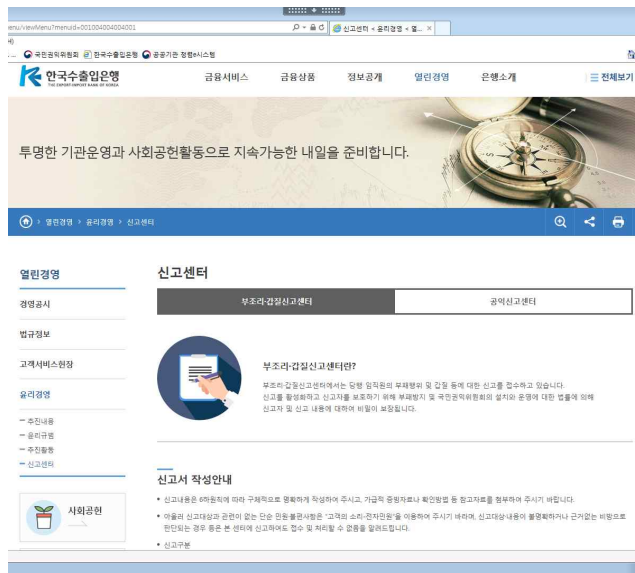 enu/viewMenu?menuid=001004004004001
신고센터 < 윤리경영 < 열...
국민권익위원회 한국수출입은행 공공기관 청렴e시스템
한국수출입은행
THE EXPORT-IMPORT BANK OF KOREA
금융서비스 금융상품 정보공개 열린경영 은행소개 전체보기
투명한 기관운영과 사회공헌활동으로 지속가능한 내일을 준비합니다.
> 열린경영 > 윤리경영 > 신고센터
열린경영
경영공시
법규정보
고객서비스헌장
윤리경영
– 추진내용
– 윤리규범
– 추진활동
– 신고센터
사회공헌
신고센터
부조리·갑질신고센터 공익신고센터
부조리·갑질신고센터란?
부조리·갑질신고센터에서는 당행 임직원의 부패행위 및 갑질 등에 대한 신고를 접수하고 있습니다.
신고를 활성화하고 신고자를 보호하기 위해 부패방지 및 국민권익위원회의 설치와 운영에 대한 법률에 의해
신고자 및 신고 내용에 대하여 비밀이 보장됩니다.
신고서 작성안내
• 신고내용은 6하원칙에 따라 구체적으로 명확하게 작성하여 주시고, 가급적 증빙자료나 확인방법 등 참고자료를 첨부하여 주시기 바랍니다.
• 아울러 신고대상과 관련이 없는 단순 민원·불편사항은 "고객의 소리-전자민원"을 이용하여 주시기 바라며, 신고대상·내용이 불명확하거나 근거없는 비방으로
판단되는 경우 등은 본 센터에 신고하여도 접수 및 처리할 수 없음을 알려드립니다.
• 신고구분